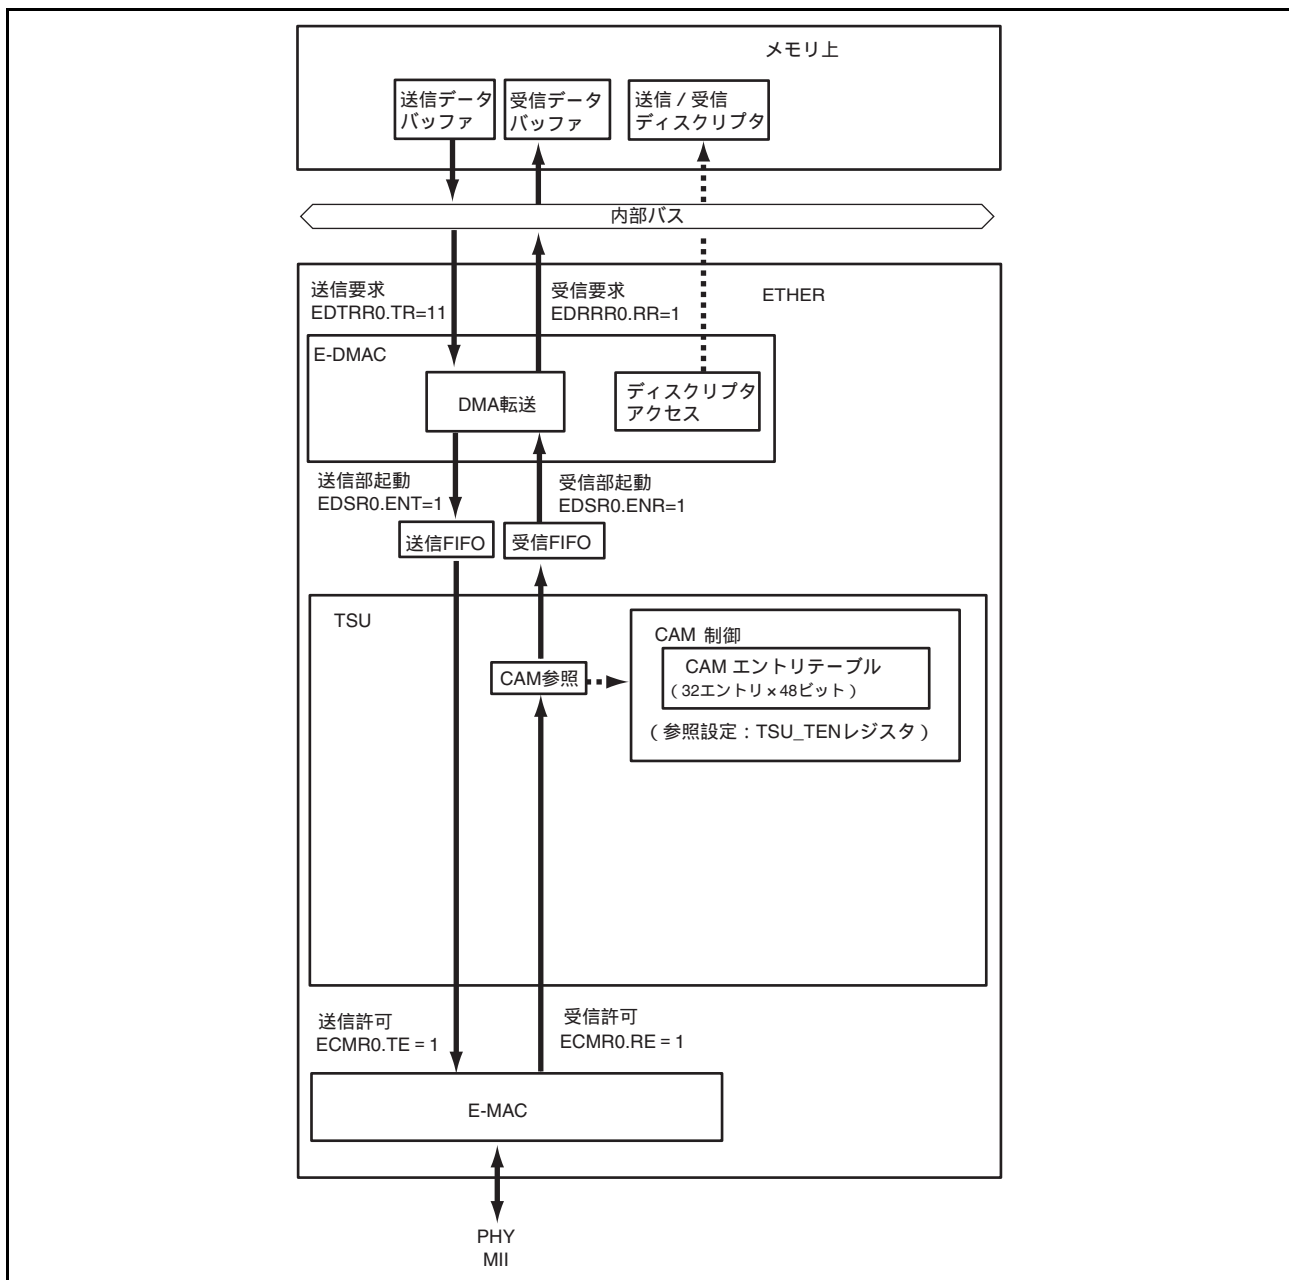 メモリ上
送信データ
バッファ
受信データ
バッファ
送信 / 受信
ディスクリプタ
内部バス
ETHER
送信要求
EDTRR0.TR=11
受信要求
EDRRR0.RR=1
E-DMAC
DMA転送
ディスクリプタ
アクセス
送信部起動
EDSR0.ENT=1
受信部起動
EDSR0.ENR=1
送信FIFO
受信FIFO
TSU
CAM 制御
CAM エントリテーブル
（32エントリ×48ビット）
CAM参照
（参照設定：TSU_TENレジスタ）
送信許可
ECMR0.TE = 1
受信許可
ECMR0.RE = 1
E-MAC
PHY
MII